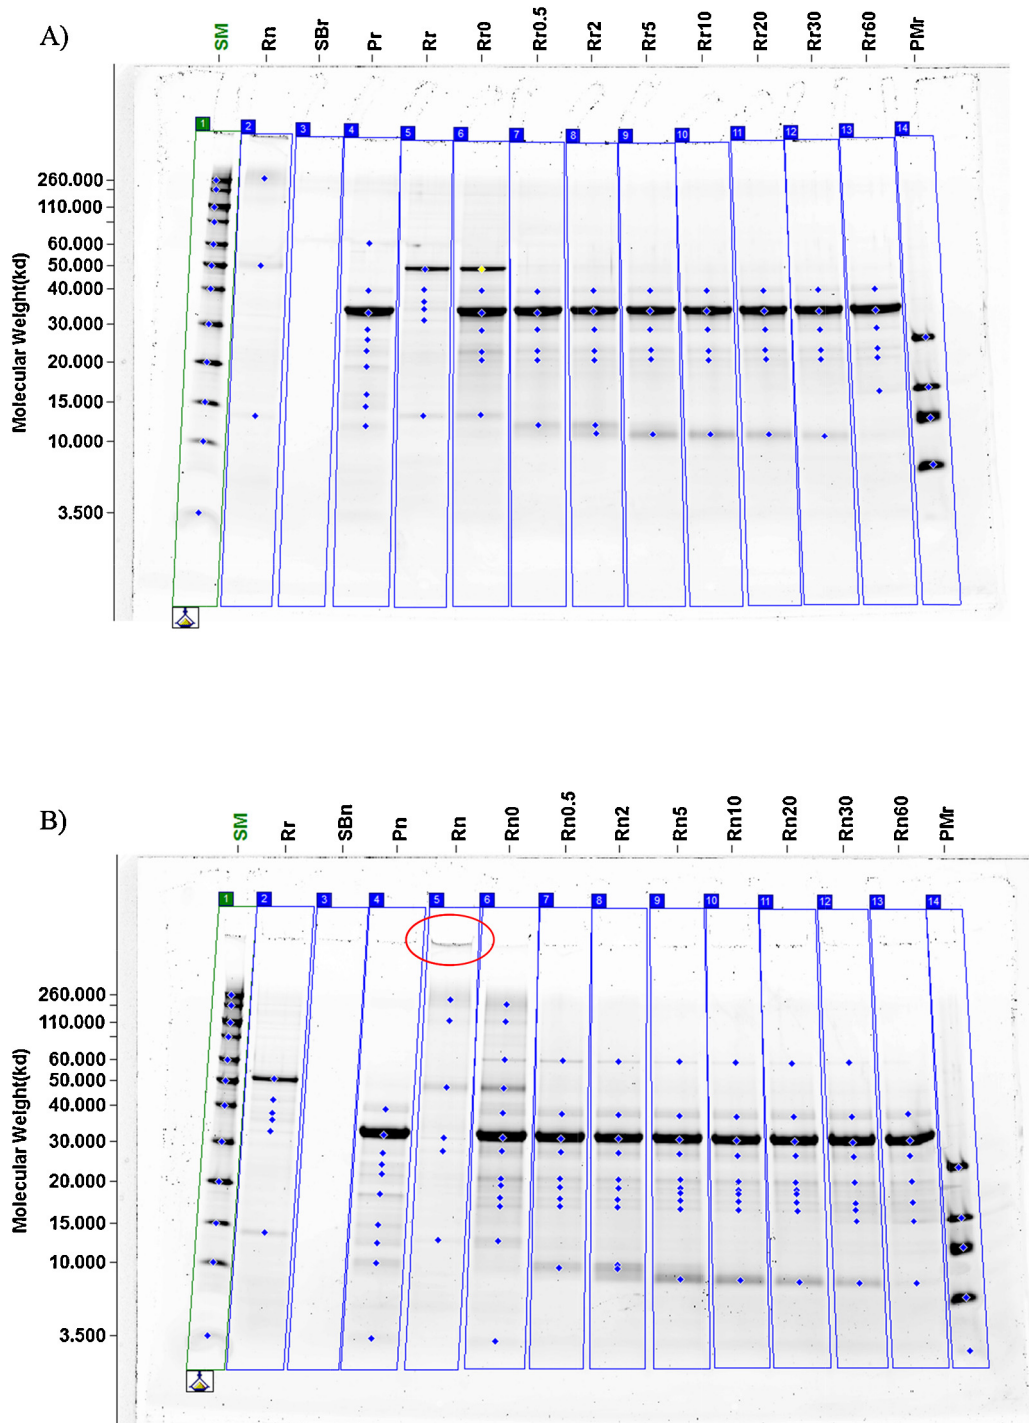 A)
SM Rn SBr Pr Rr Rr0 Rr0.5 Rr2 Rr5 Rr10 Rr20 Rr30 Rr60 PMr
1 2 3 4 5 6 7 8 9 10 11 12 13 14
Molecular Weight(kd)
260.000
110.000
60.000
50.000
40.000
30.000
20.000
15.000
10.000
3.500
B)
SM Rr SBn Pn Rn Rn0 Rn0.5 Rn2 Rn5 Rn10 Rn20 Rn30 Rn60 PMr
1 2 3 4 5 6 7 8 9 10 11 12 13 14
Molecular Weight(kd)
260.000
110.000
60.000
50.000
40.000
30.000
20.000
15.000
10.000
3.500